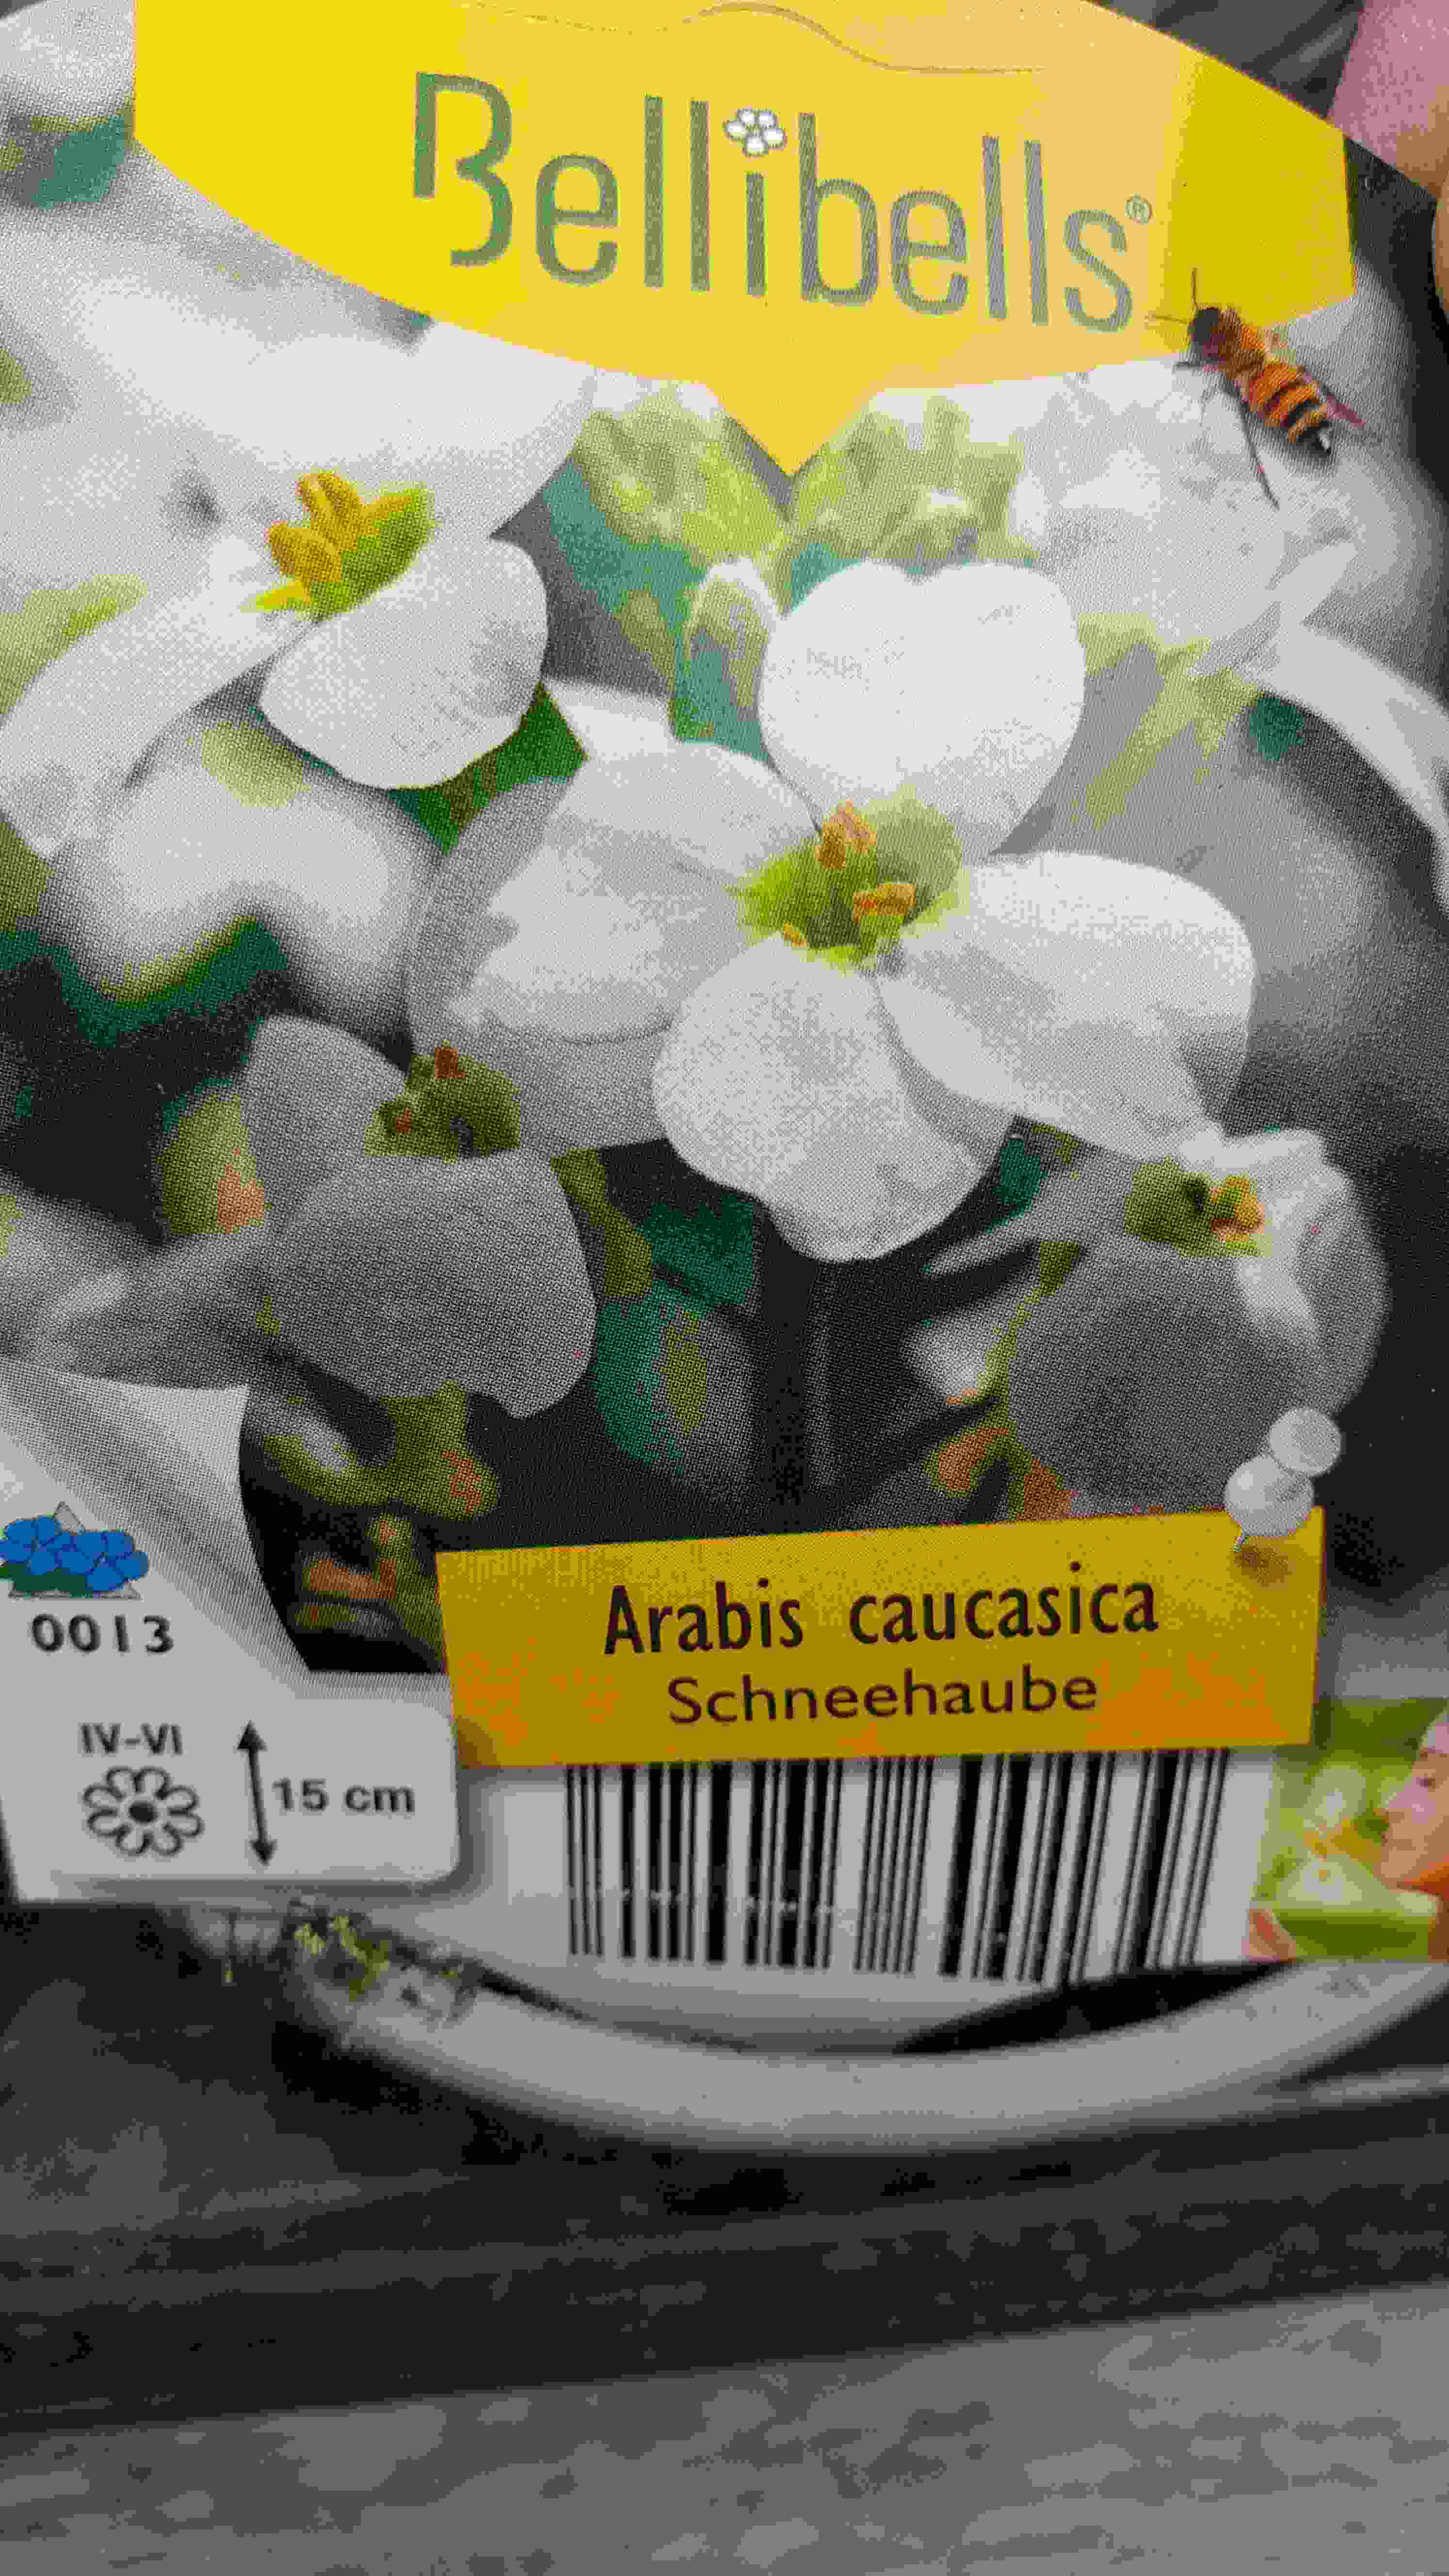 Bellibells®
0013
IV-VI
15 cm
Arabis caucasica
Schneehaube